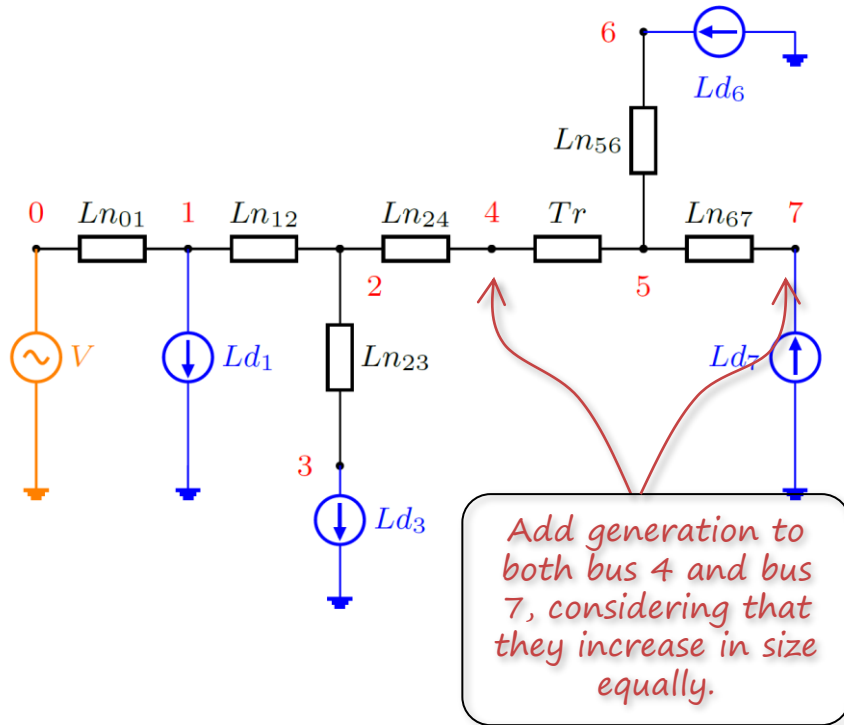 6
Ld₆
Ln₅₆
0
Ln₀₁
1
Ln₁₂
Ln₂₄
4
Tr
Ln₆₇
7
2
5
V
Ld₁
Ln₂₃
Ld₇
3
Ld₃
Add generation to
both bus 4 and bus
7, considering that
they increase in size
equally.